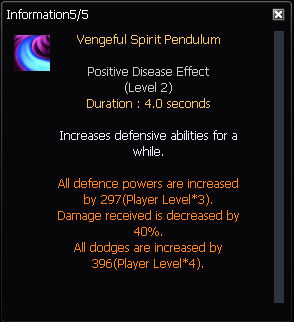 Information5/5
Vengeful Spirit Pendulum
Positive Disease Effect
(Level 2)
Duration : 4.0 seconds
Increases defensive abilities for a
while.
All defence powers are increased
by 297(Player Level*3).
Damage received is decreased by
40%.
All dodges are increased by
396(Player Level*4).